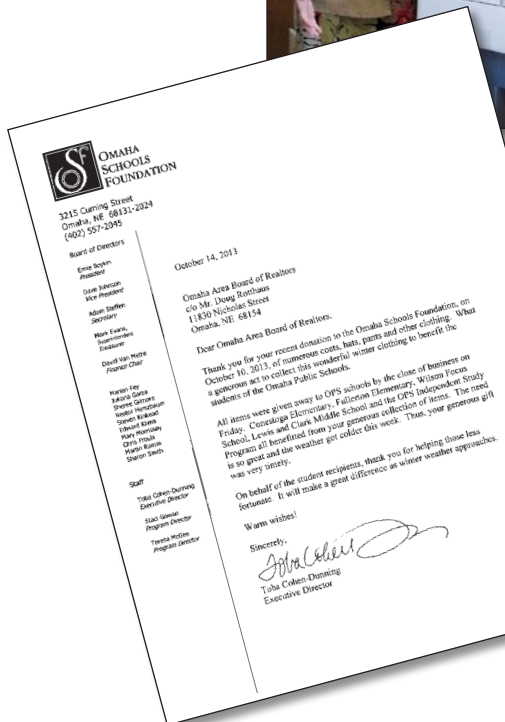 OMAHA
SCHOOLS
FOUNDATION
3215 Cuming Street
Omaha, NE 68131-2024
(402) 557-2045
Board of Directors
Ernie Boykin
President
Dave Johnson
Vice President
Adam Steffen
Secretary
Mark Evans,
Superintendent
Treasurer
David Van Metre
Finance Chair
Marian Fey
Juliana Garza
Sheree Gilmore
Nestor Hershbaum
Steven Kinkead
Edward Klima
Mary Morrissey
Chris Proulx
Martin Ramos
Sharon Smith
Staff
Toba Cohen-Dunning
Executive Director
Staci Gowan
Program Director
Tereta McGee
Program Director
October 14, 2013
Omaha Area Board of Realtors
c/o Mr. Doug Rotthaus
11830 Nicholas Street
Omaha, NE 68154
Dear Omaha Area Board of Realtors,
Thank you for your recent donation to the Omaha Schools Foundation, on
October 10, 2013, of numerous coats, hats, pants and other clothing. What
a generous act to collect this wonderful winter clothing to benefit the
students of the Omaha Public Schools.
All items were given away to OPS schools by the close of business on
Friday. Conestoga Elementary, Fullerton Elementary, Wilson Focus
School, Lewis and Clark Middle School and the OPS Independent Study
Program all benefined from your generous collection of items. The need
is so great and the weather got colder this week. Thus, your generous gift
was very timely.
On behalf of the student recipients, thank you for helping those less
fortunate. It will make a great difference as winter weather approaches.
Warm wishes!
Sincerely,
Toba Cohen
Toba Cohen-Dunning
Executive Director